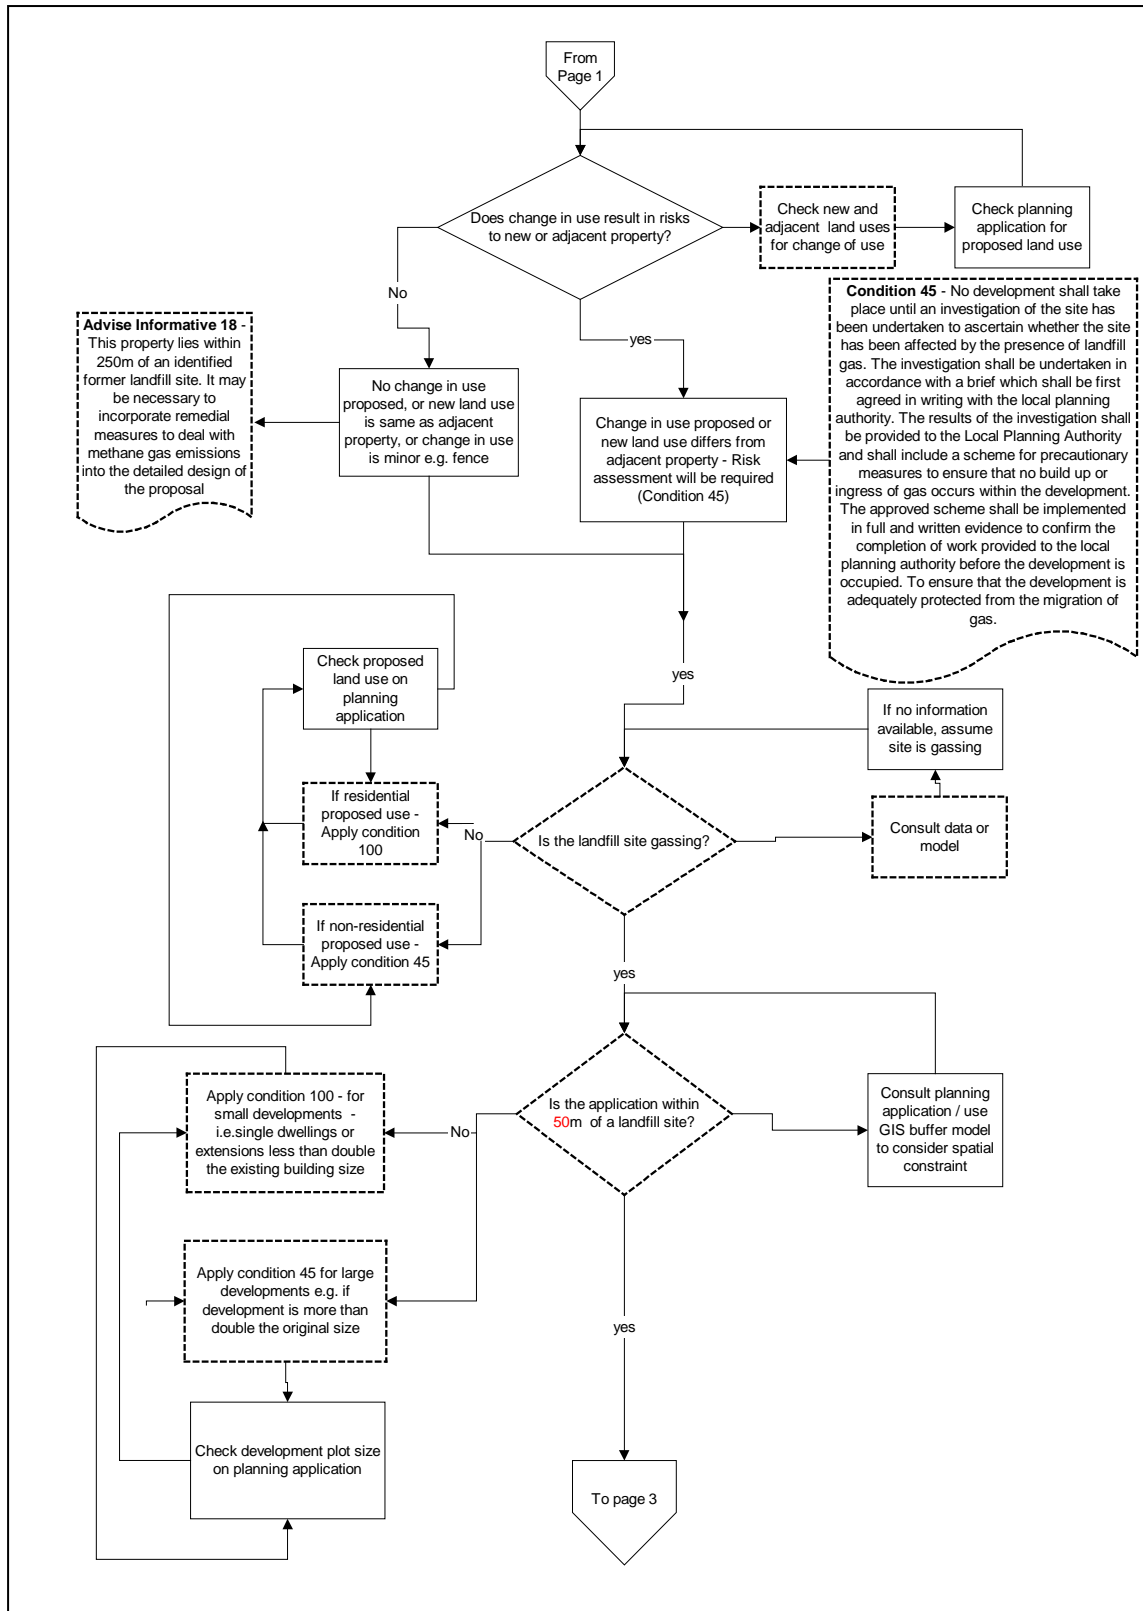 From
Page 1
Does change in use result in risks
to new or adjacent property?
Check new and
adjacent land uses
for change of use
Check planning
application for
proposed land use
No
yes
Advise Informative 18 -
This property lies within
250m of an identified
former landfill site. It may
be necessary to
incorporate remedial
measures to deal with
methane gas emissions
into the detailed design of
the proposal
No change in use
proposed, or new land use
is same as adjacent
property, or change in use
is minor e.g. fence
Change in use proposed or
new land use differs from
adjacent property - Risk
assessment will be required
(Condition 45)
Condition 45 - No development shall take
place until an investigation of the site has
been undertaken to ascertain whether the site
has been affected by the presence of landfill
gas. The investigation shall be undertaken in
accordance with a brief which shall be first
agreed in writing with the local planning
authority. The results of the investigation shall
be provided to the Local Planning Authority
and shall include a scheme for precautionary
measures to ensure that no build up or
ingress of gas occurs within the development.
The approved scheme shall be implemented
in full and written evidence to confirm the
completion of work provided to the local
planning authority before the development is
occupied. To ensure that the development is
adequately protected from the migration of
gas.
yes
Check proposed
land use on
planning
application
If no information
available, assume
site is gassing
If residential
proposed use -
Apply condition
100
No
Is the landfill site gassing?
Consult data or
model
If non-residential
proposed use -
Apply condition 45
yes
Apply condition 100 - for
small developments -
i.e.single dwellings or
extensions less than double
the existing building size
No
Is the application within
50m of a landfill site?
Consult planning
application / use
GIS buffer model
to consider spatial
constraint
Apply condition 45 for large
developments e.g. if
development is more than
double the original size
yes
Check development plot size
on planning application
To page 3